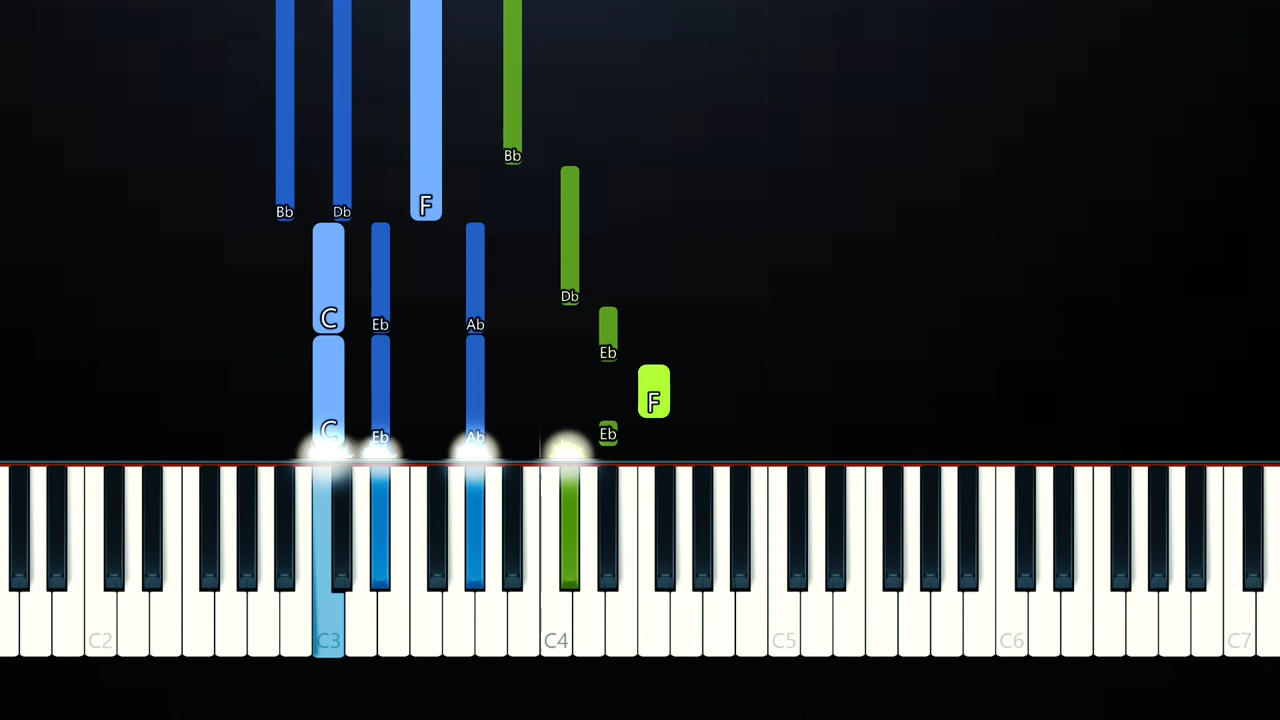 Bb
Bb Db F
Db
C Eb Ab
Eb
F
C Eb Ab Eb
C2 C3 C4 C5 C6 C7